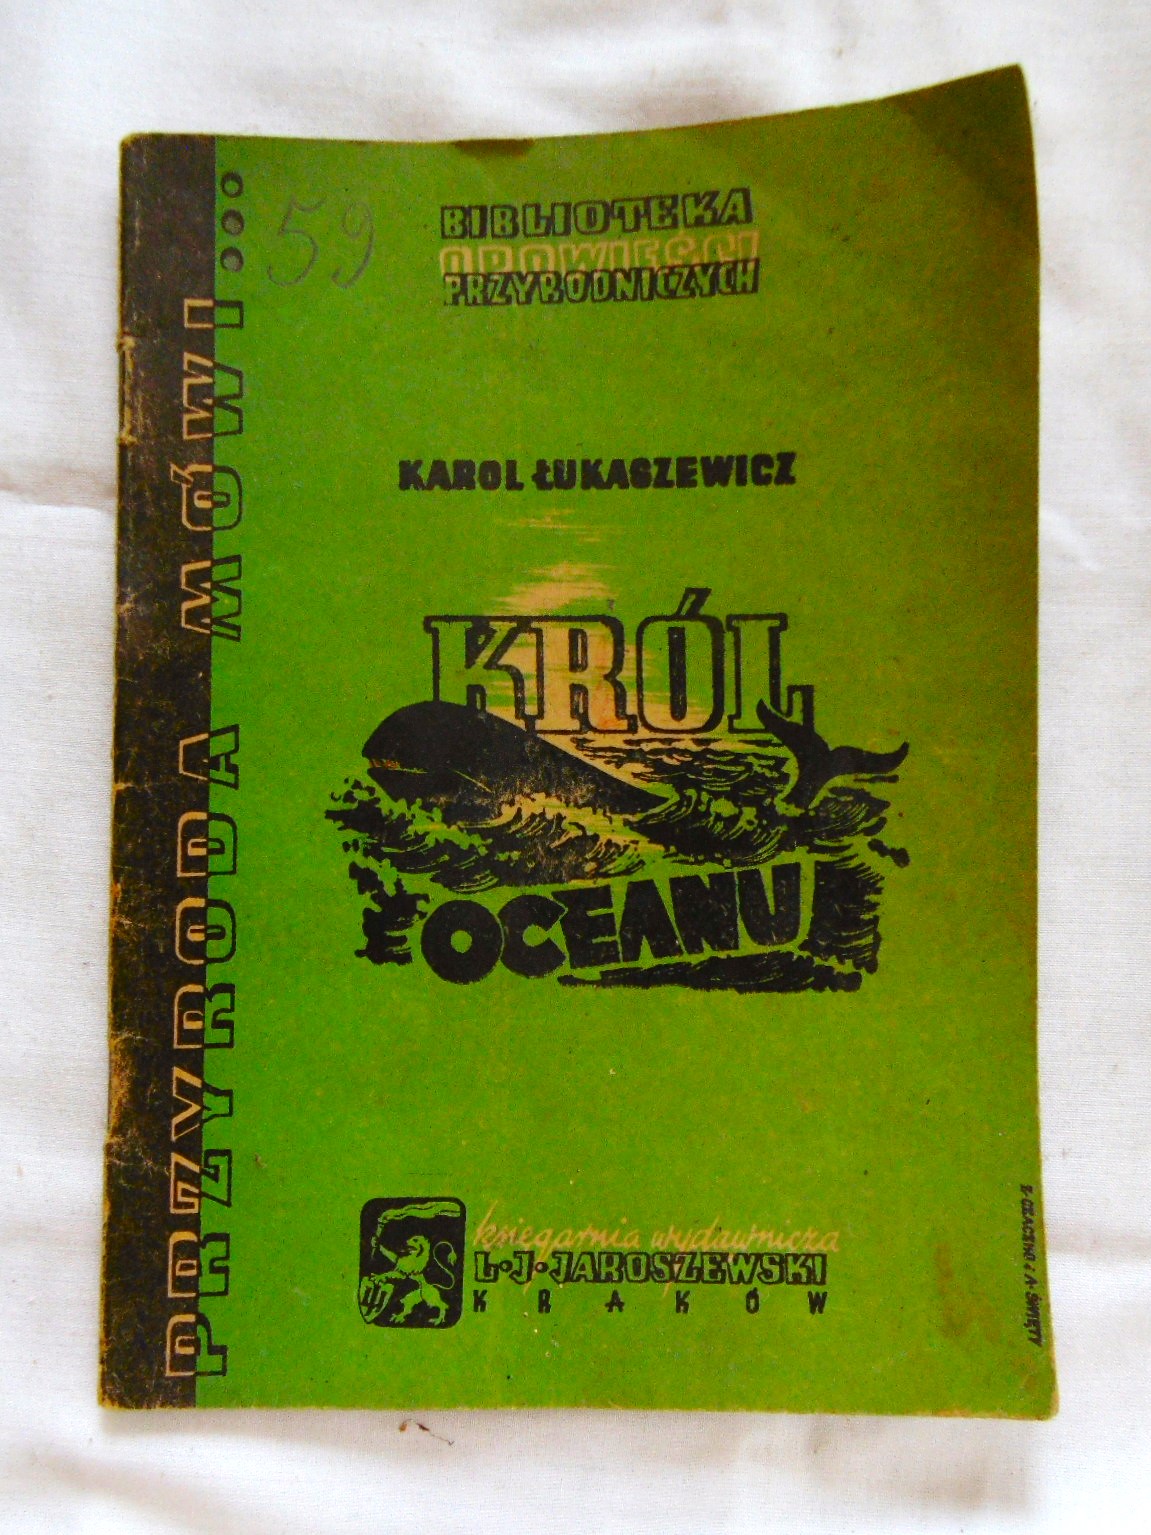 59
BIBLIOTEKA
OPOWIEŚCI
PRZYRODNICZYCH
PRZYRODA MÓWI...
KAROL ŁUKASZEWICZ
KRÓL
OCEANU
księgarnia wydawnicza
L·J·JAROSZEWSKI
KRAKÓW